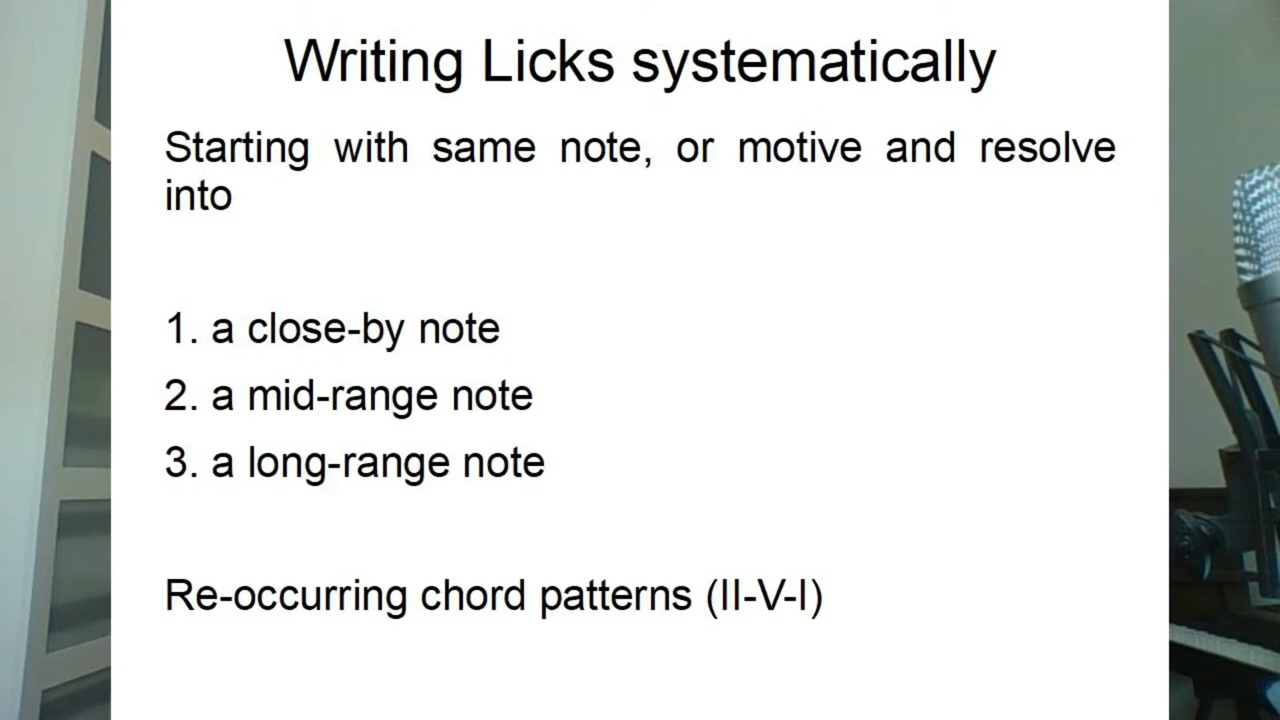 Writing Licks systematically
Starting with same note, or motive and resolve
into
1. a close-by note
2. a mid-range note
3. a long-range note
Re-occurring chord patterns (II-V-I)